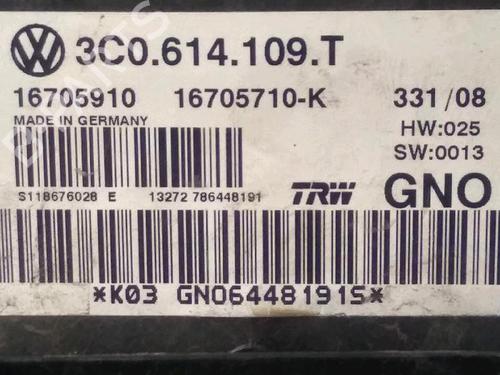 3C0.614.109.T
16705910 16705710-K 331/08
MADE IN GERMANY HW:025
SW:0013
S118676028 E 13272 786448191 TRW GNO
*K03 GNO64481915*